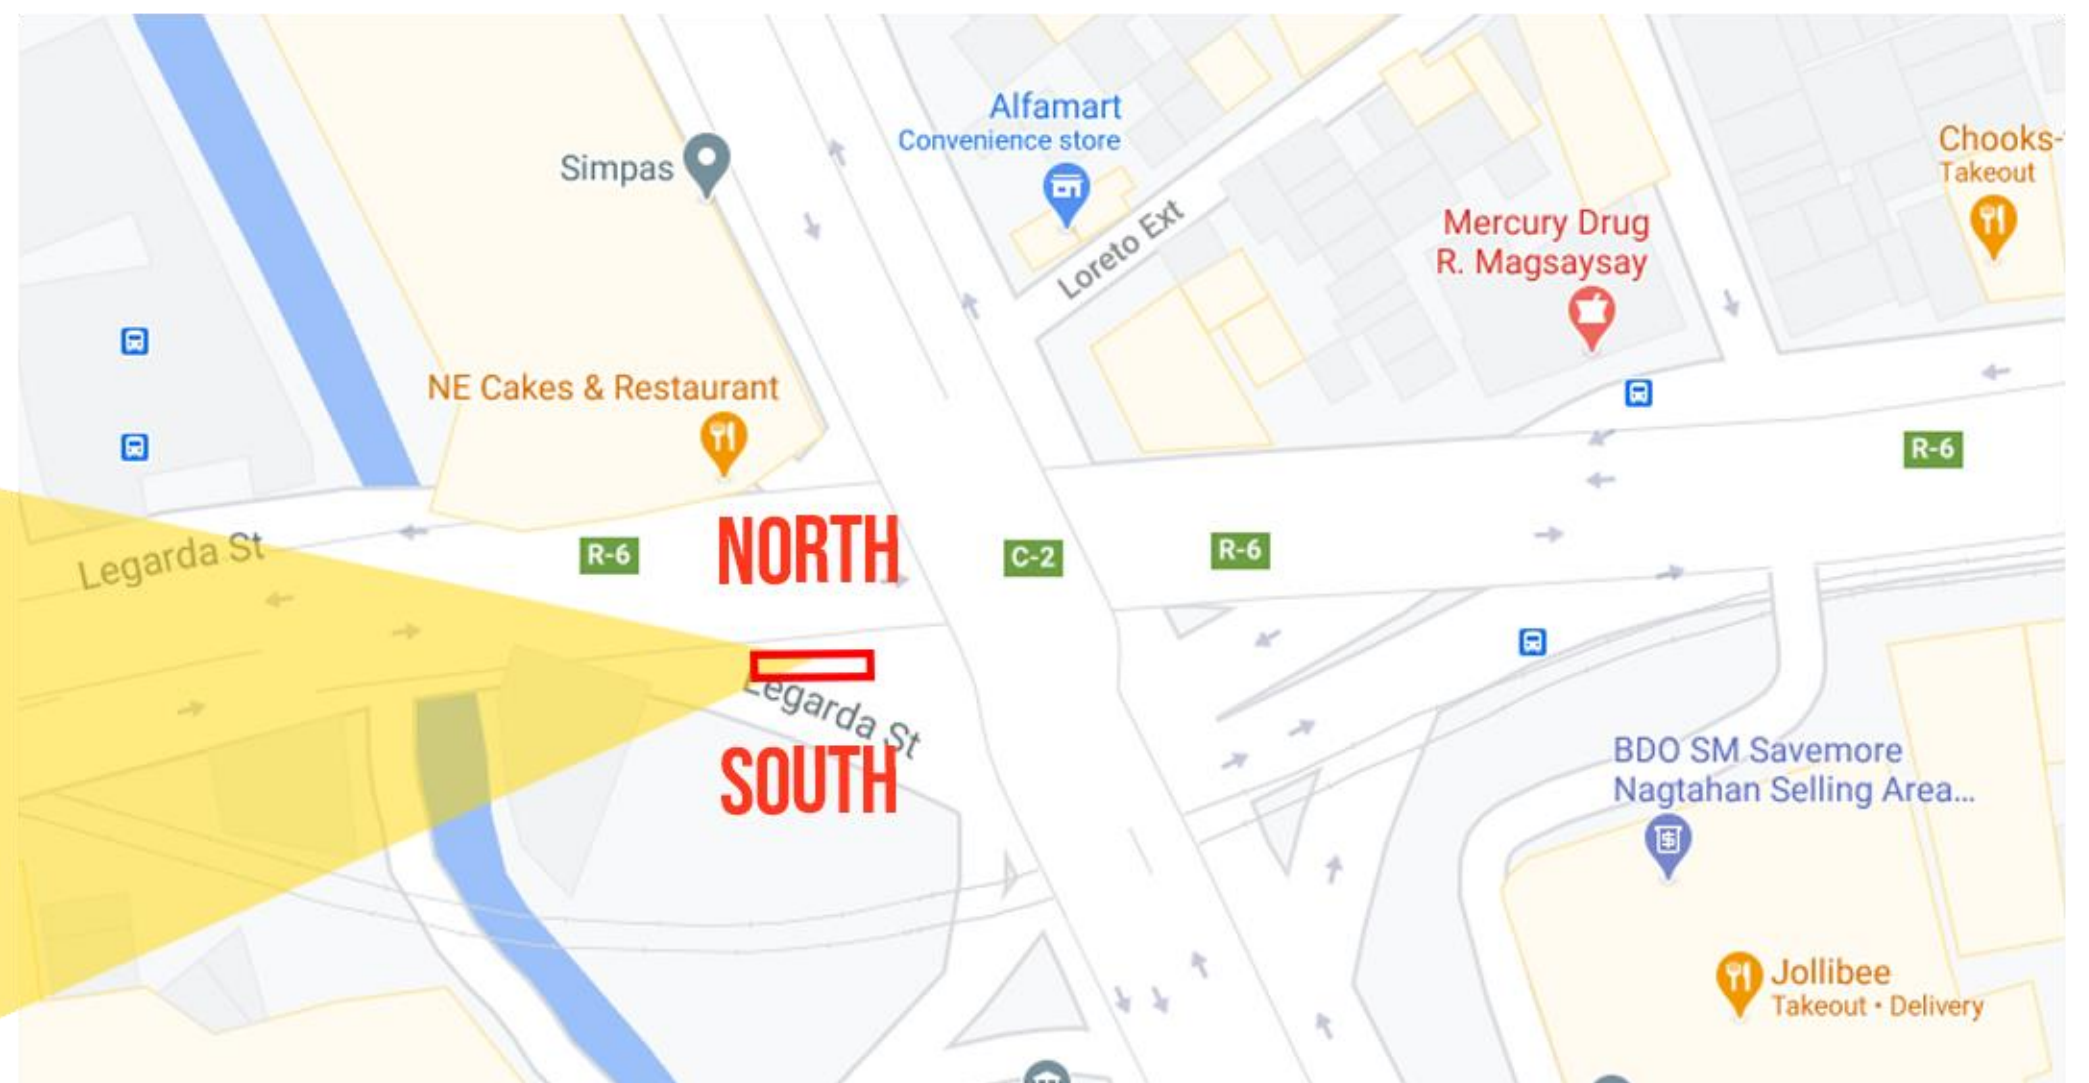 Alfamart
Convenience store
Simpas
Chooks-
Takeout
Loreto Ext
Mercury Drug
R. Magsaysay
NE Cakes & Restaurant
R-6
Legarda St
R-6
NORTH
C-2
R-6
Legarda St
SOUTH
BDO SM Savemore
Nagtahan Selling Area...
Jollibee
Takeout • Delivery